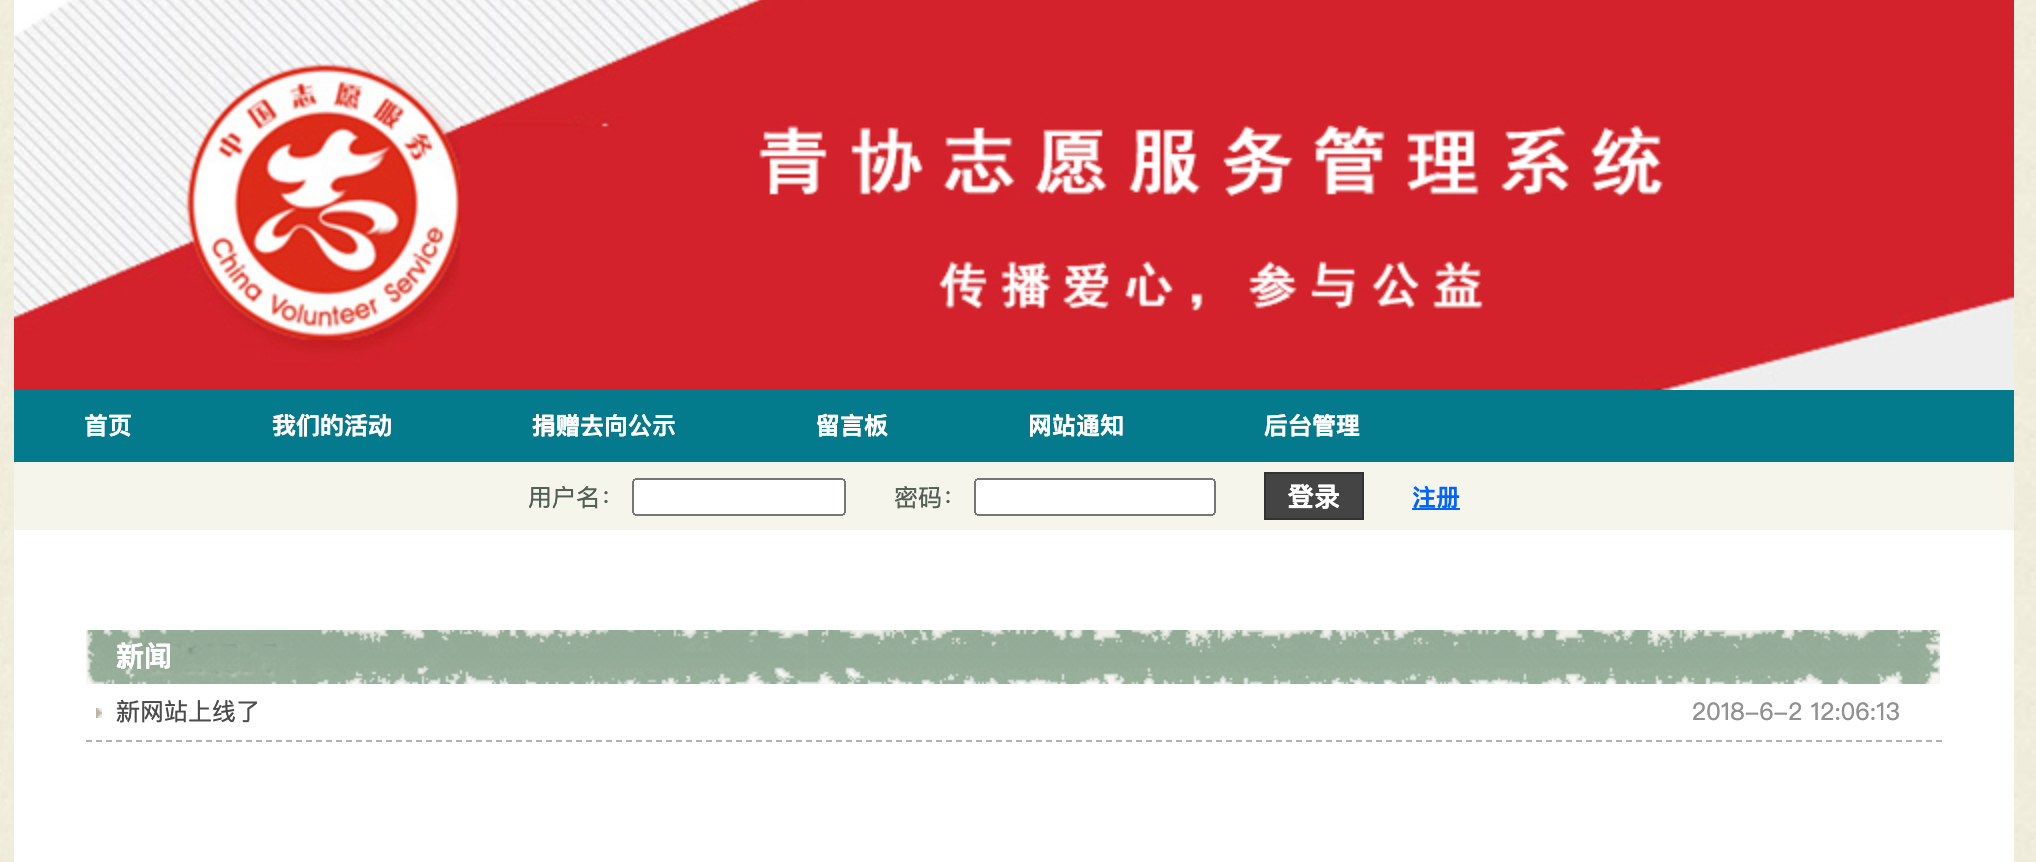 中国志愿服务
China Volunteer Service
青协志愿服务管理系统
传播爱心，参与公益
首页 我们的活动 捐赠去向公示 留言板 网站通知 后台管理
用户名： 密码： 登录 注册
新闻
新网站上线了 2018-6-2 12:06:13